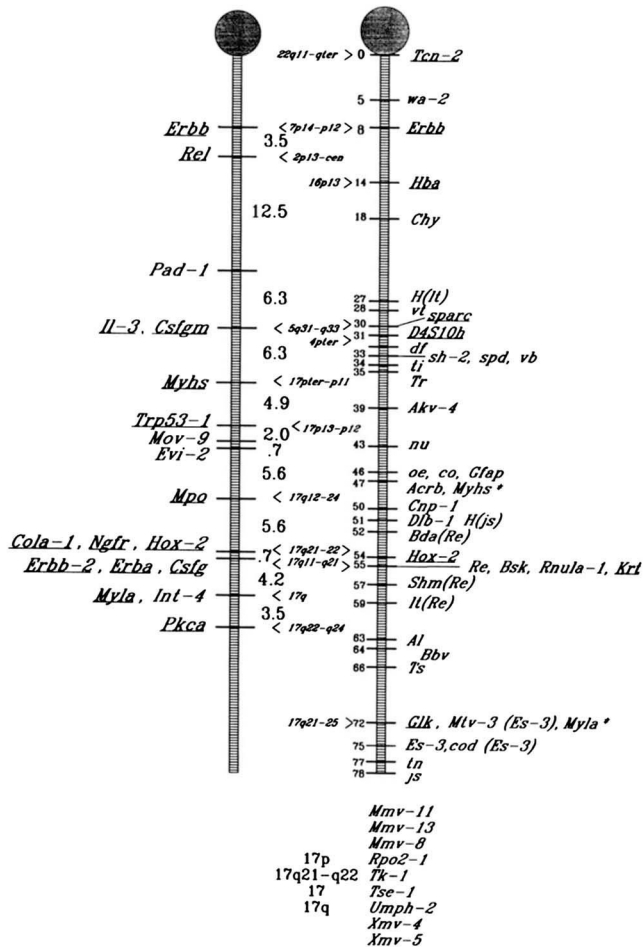 22q11-qter > 0 Tcn-2
5 wa-2
Erbb < 7p14-p12 > 8 Erbb
3.5
Rel < 2p13-cen
16p13 > 14 Hba
12.5 18 Chy
Pad-1
6.3 27 H(lt)
28 vt
Il-3, Csfgm < 5q31-q33 > 30 sparc
4pter > 31 D4S10h
6.3 df
33 sh-2, spd, vb
34 ti
35 Tr
Myhs < 17pter-p11
4.9 39 Akv-4
Trp53-1 < 17p13-p12
Mov-9 2.0
Evi-2 .7 43 nu
5.6 46 oe, co, Gfap
47 Acrb, Myhs*
Mpo < 17q12-24
50 Cnp-1
5.6 51 Dlb-1 H(js)
52 Bda(Re)
Cola-1, Ngfr, Hox-2 < 17q21-22 > 54 Hox-2
.7
Erbb-2, Erba, Csfg < 17q11-q21 > 55 Re, Bsk, Rnula-1, Krt
4.2 57 Shm(Re)
Myla, Int-4 < 17q 59 lt(Re)
3.5
Pkca < 17q22-q24
63 Al
64 Bbv
66 Ts
17q21-25 > 72 Glk, Mtv-3 (Es-3), Myla*
75 Es-3,cod (Es-3)
77 tn
78 js
Mmv-11
Mmv-13
Mmv-8
17p Rpo2-1
17q21-q22 Tk-1
17 Tse-1
17q Umph-2
Xmv-4
Xmv-5